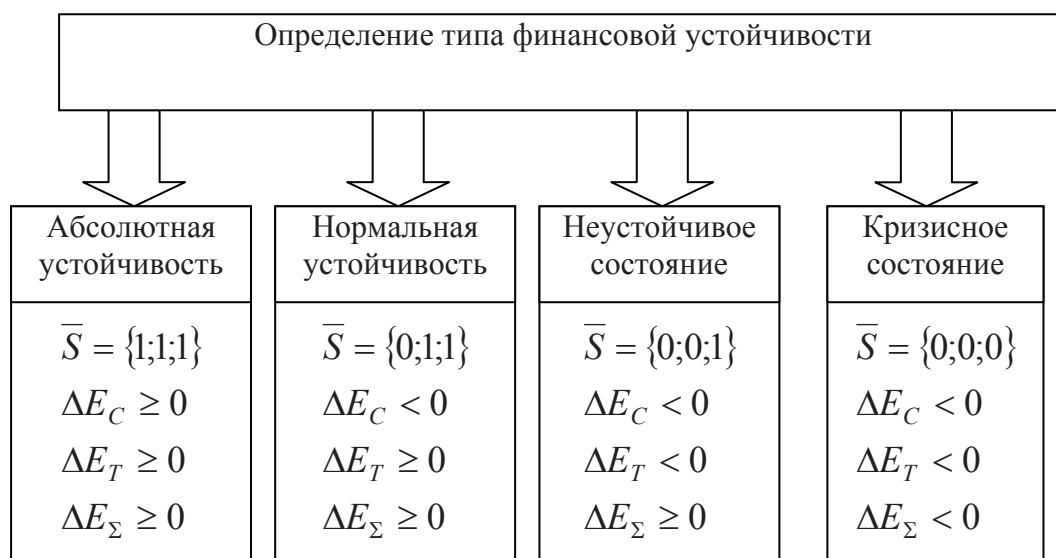 Определение типа финансовой устойчивости
Абсолютная
устойчивость
S̅ = {1;1;1}
ΔE_C ≥ 0
ΔE_T ≥ 0
ΔE_Σ ≥ 0
Нормальная
устойчивость
S̅ = {0;1;1}
ΔE_C < 0
ΔE_T ≥ 0
ΔE_Σ ≥ 0
Неустойчивое
состояние
S̅ = {0;0;1}
ΔE_C < 0
ΔE_T < 0
ΔE_Σ ≥ 0
Кризисное
состояние
S̅ = {0;0;0}
ΔE_C < 0
ΔE_T < 0
ΔE_Σ < 0